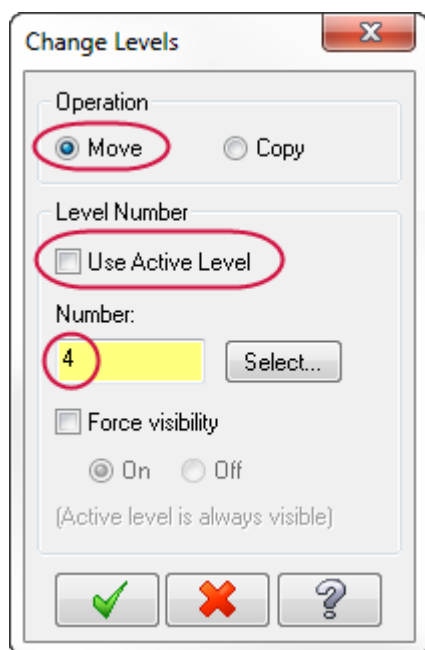 Change Levels
Operation
Move Copy
Level Number
Use Active Level
Number:
4 Select...
Force visibility
On Off
(Active level is always visible)